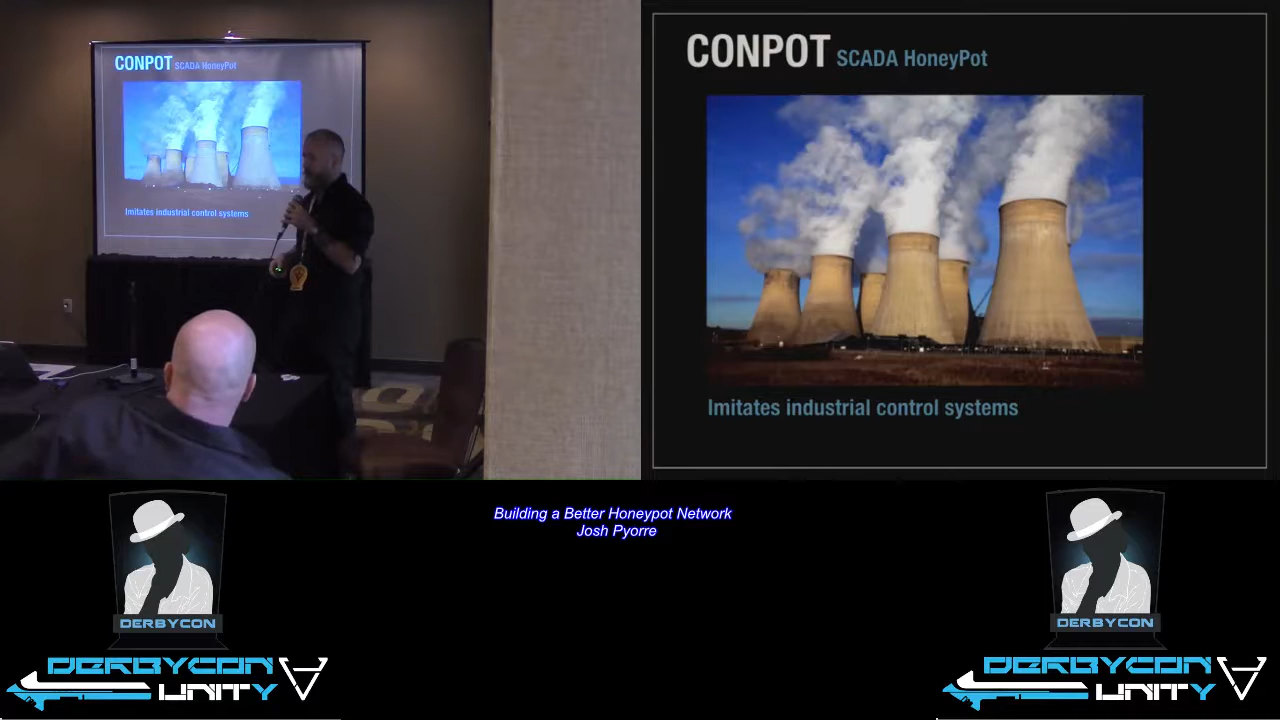 CONPOT SCADA HoneyPot
Imitates industrial control systems
CONPOT SCADA HoneyPot
Imitates industrial control systems
Building a Better Honeypot Network
Josh Pyorre
DERBYCON
DERBYCON
UNITY
DERBYCON
DERBYCON
UNITY